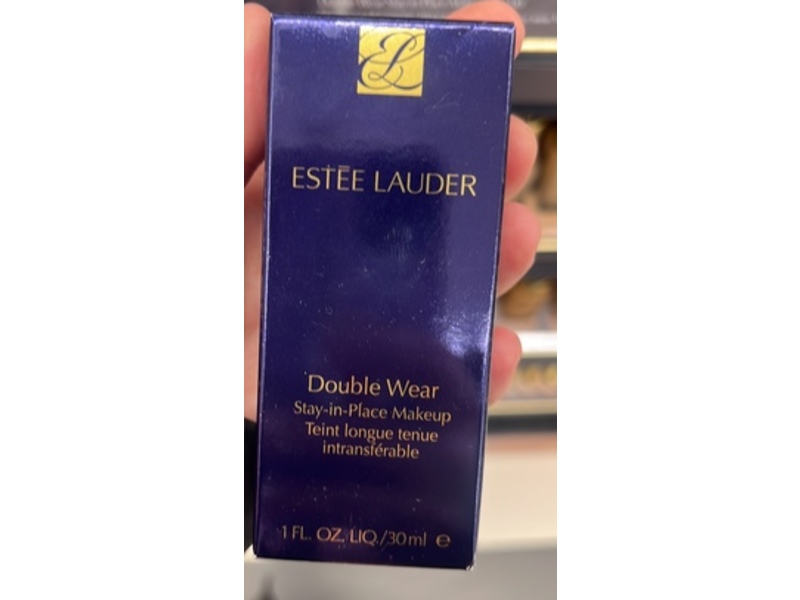 EL
ESTĒE LAUDER
Double Wear
Stay-in-Place Makeup
Teint longue tenue
intransférable
1 FL. OZ. LIQ./30 ml e